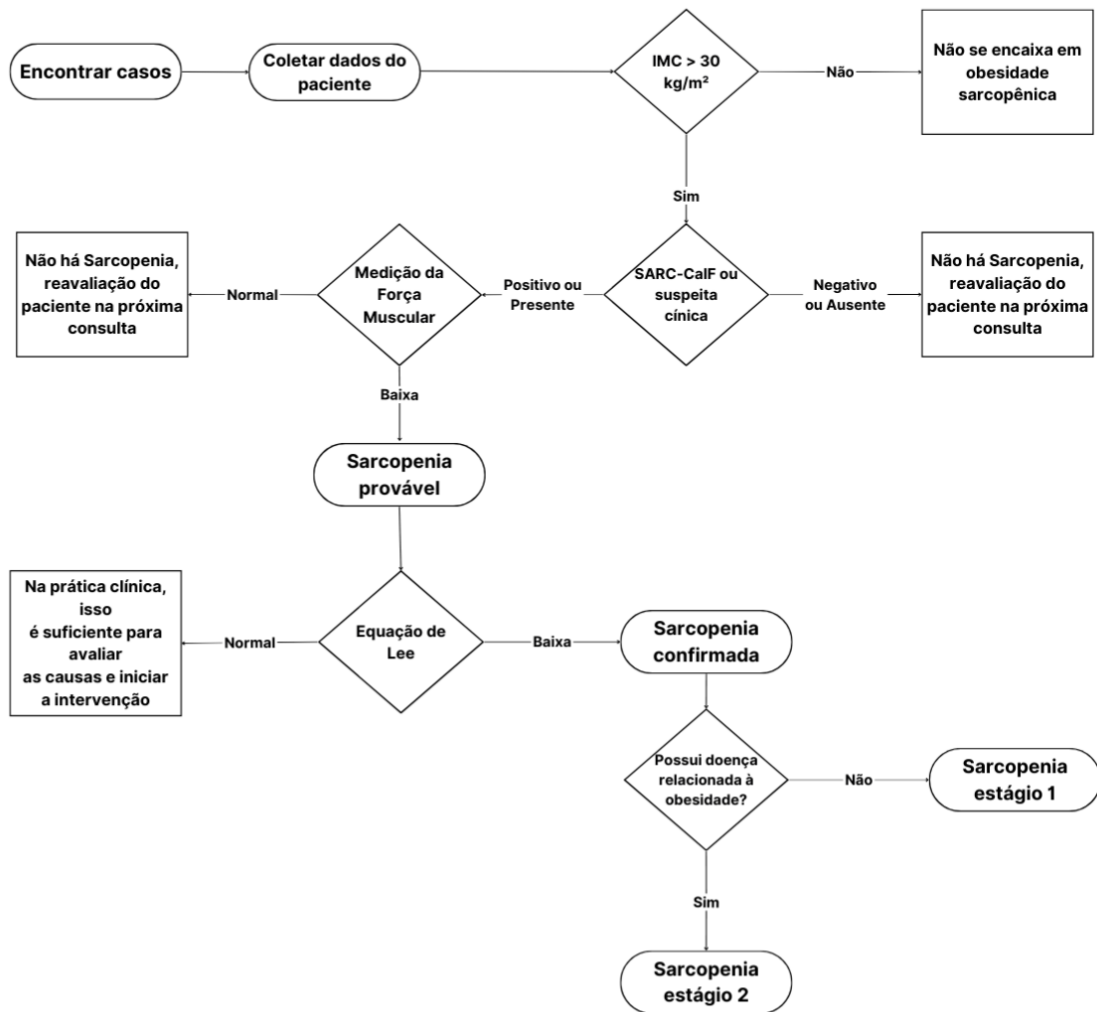 Encontrar casos
Coletar dados do
paciente
IMC > 30
kg/m²
Não
Não se encaixa em
obesidade
sarcopênica
Sim
Não há Sarcopenia,
reavaliação do
paciente na próxima
consulta
Normal
Medição da
Força
Muscular
Positivo ou
Presente
SARC-CalF ou
suspeita
cínica
Negativo
ou Ausente
Não há Sarcopenia,
reavaliação do
paciente na próxima
consulta
Baixa
Sarcopenia
provável
Na prática clínica,
isso
é suficiente para
avaliar
as causas e iniciar
a intervenção
Normal
Equação de
Lee
Baixa
Sarcopenia
confirmada
Possui doença
relacionada à
obesidade?
Não
Sarcopenia
estágio 1
Sim
Sarcopenia
estágio 2